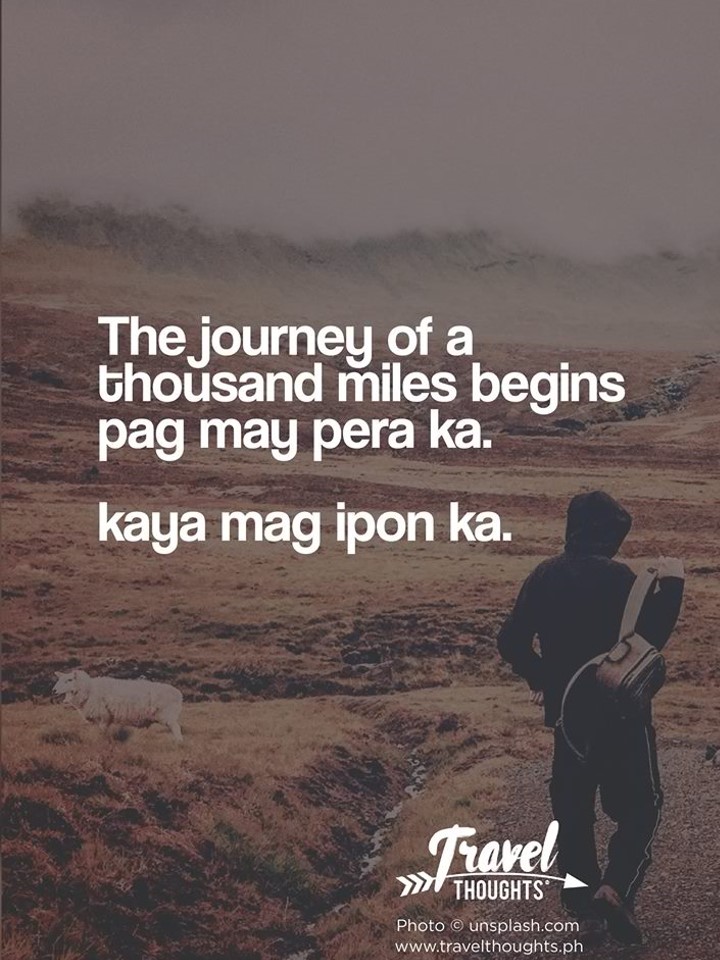 The journey of a
thousand miles begins
pag may pera ka.
kaya mag ipon ka.
Travel
THOUGHTS®
Photo © unsplash.com
www.travelthoughts.ph